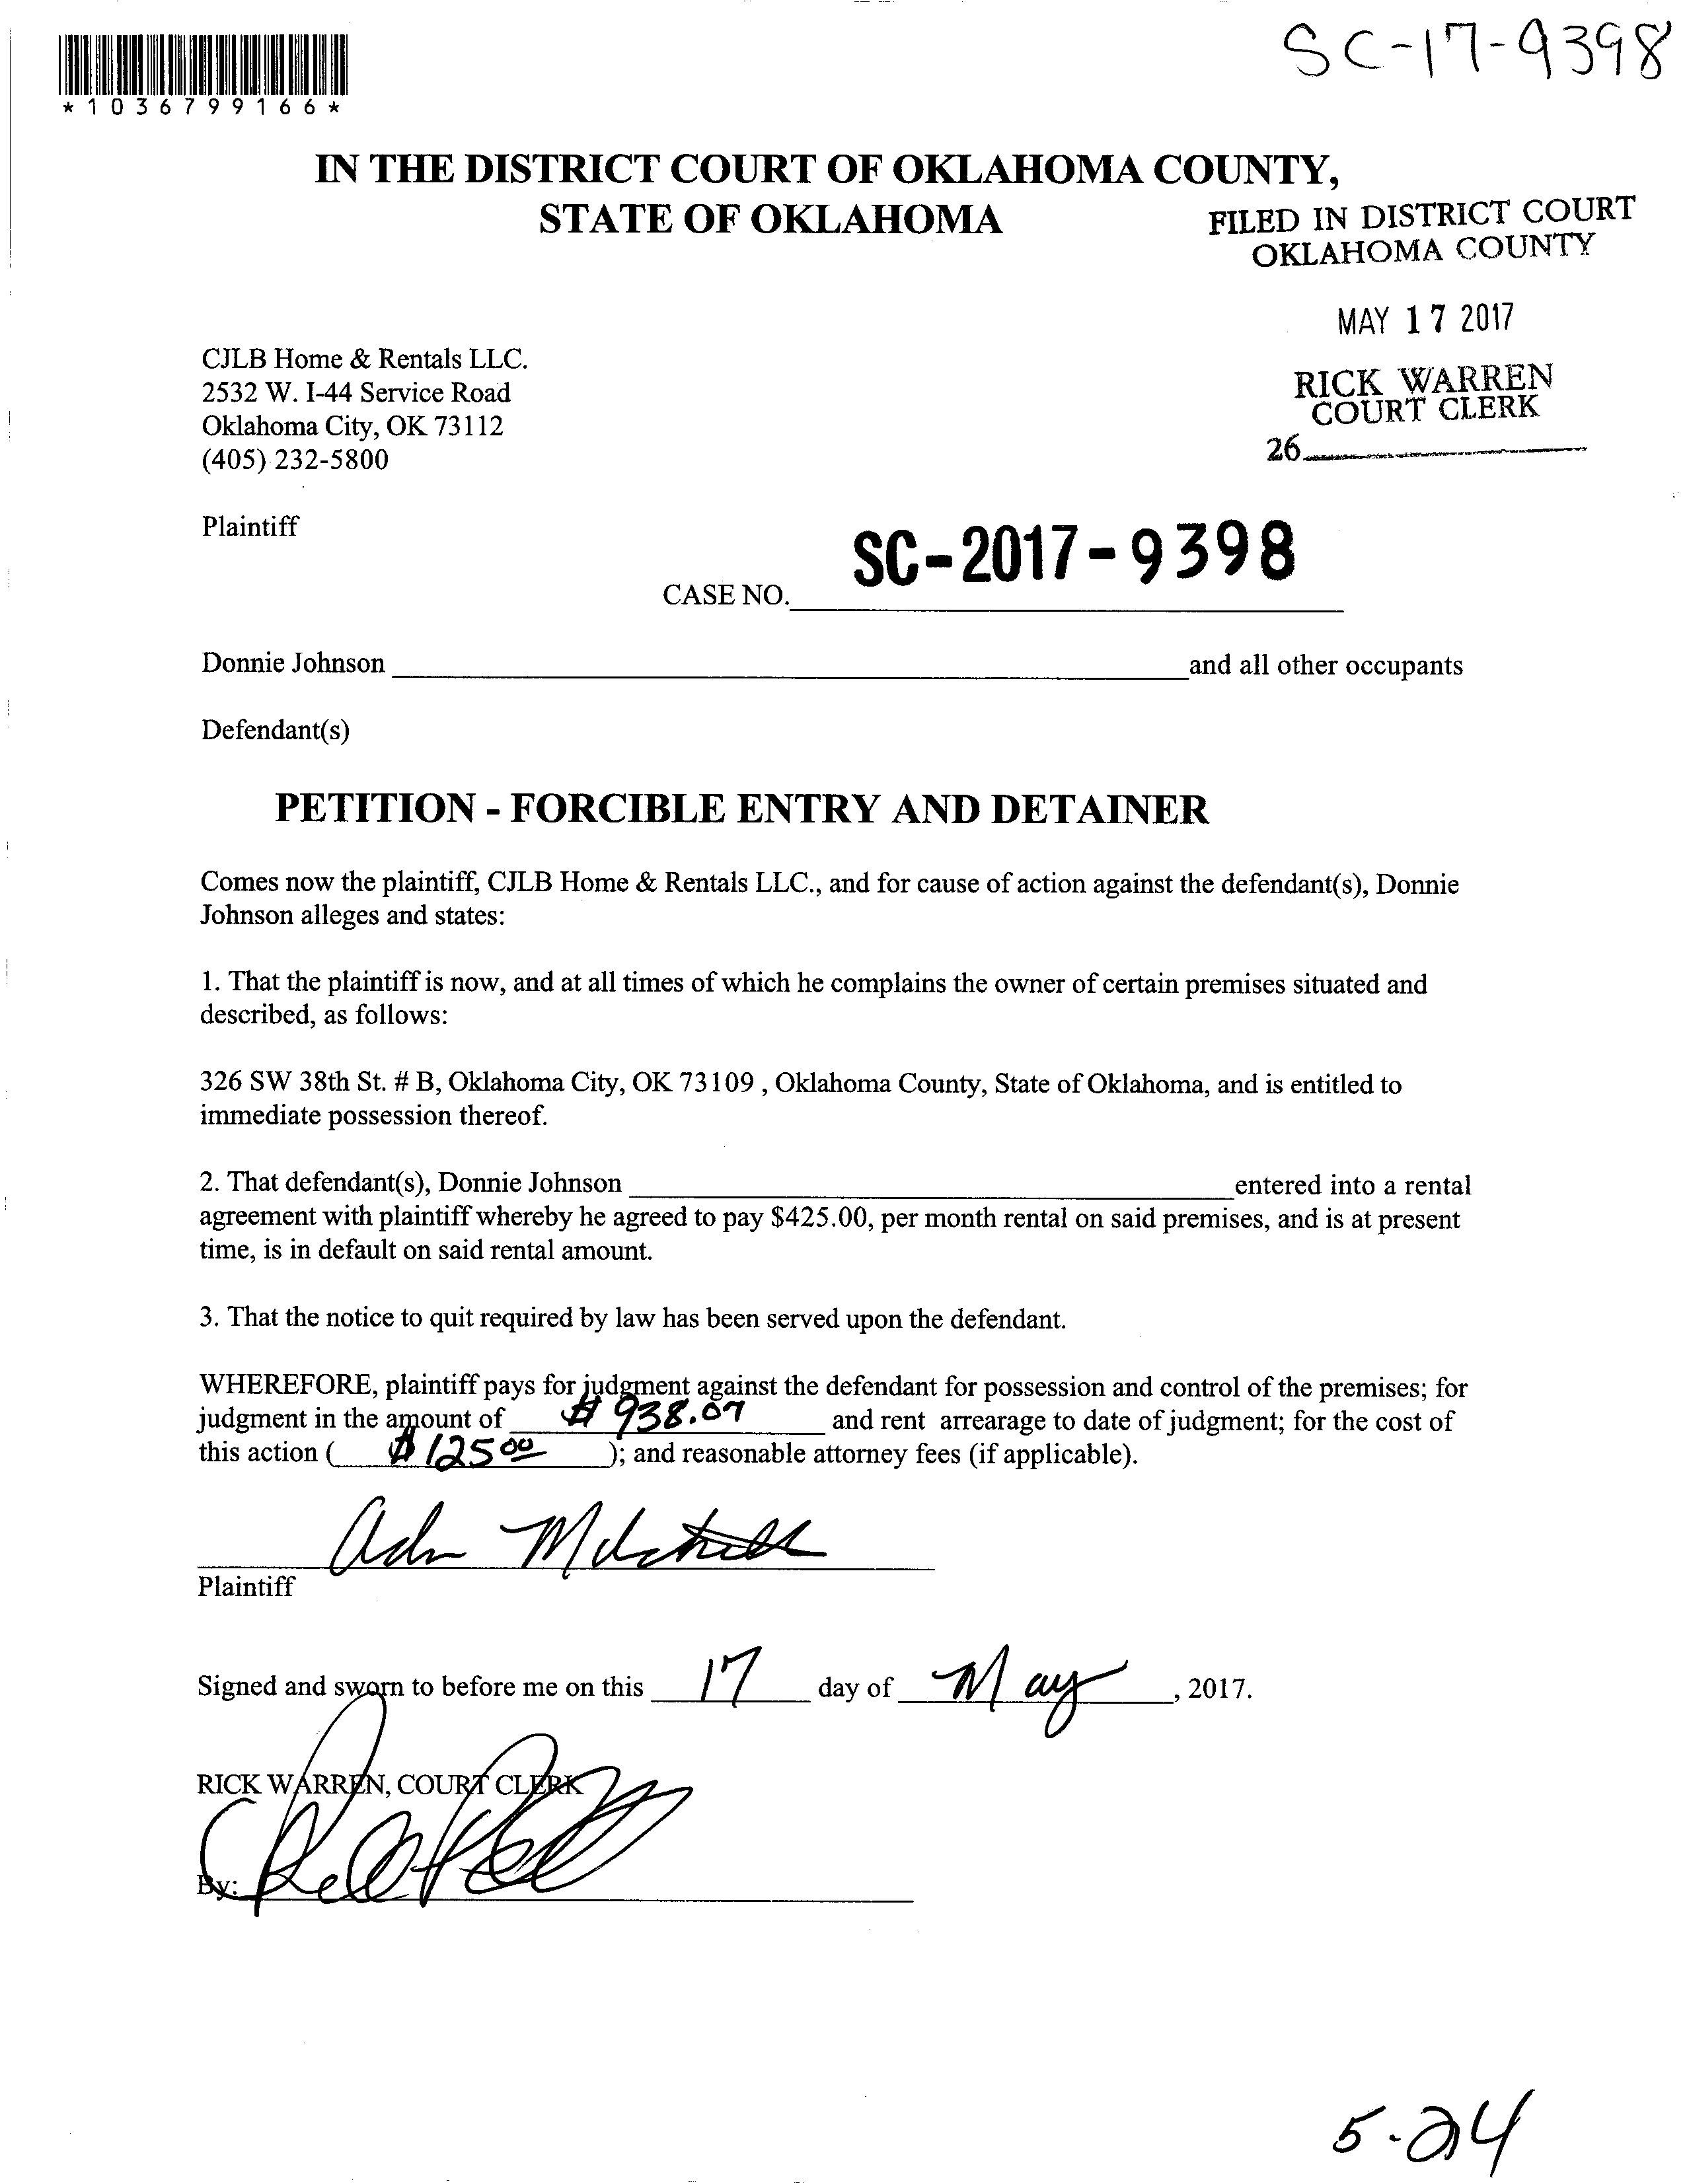 SC-17-9398
*1036799166*
IN THE DISTRICT COURT OF OKLAHOMA COUNTY,
STATE OF OKLAHOMA
FILED IN DISTRICT COURT
OKLAHOMA COUNTY
MAY 17 2017
RICK WARREN
COURT CLERK
26
CJLB Home & Rentals LLC.
2532 W. I-44 Service Road
Oklahoma City, OK 73112
(405) 232-5800
Plaintiff
SC-2017-9398
CASE NO.
Donnie Johnson and all other occupants
Defendant(s)
PETITION - FORCIBLE ENTRY AND DETAINER
Comes now the plaintiff, CJLB Home & Rentals LLC., and for cause of action against the defendant(s), Donnie
Johnson alleges and states:
1. That the plaintiff is now, and at all times of which he complains the owner of certain premises situated and
described, as follows:
326 SW 38th St. # B, Oklahoma City, OK 73109 , Oklahoma County, State of Oklahoma, and is entitled to
immediate possession thereof.
2. That defendant(s), Donnie Johnson entered into a rental
agreement with plaintiff whereby he agreed to pay $425.00, per month rental on said premises, and is at present
time, is in default on said rental amount.
3. That the notice to quit required by law has been served upon the defendant.
WHEREFORE, plaintiff pays for judgment against the defendant for possession and control of the premises; for
judgment in the amount of $938.07 and rent arrearage to date of judgment; for the cost of
this action ( $125 00 ); and reasonable attorney fees (if applicable).
Plaintiff
Signed and sworn to before me on this 17 day of May , 2017.
RICK WARREN, COURT CLERK
By:
5-24